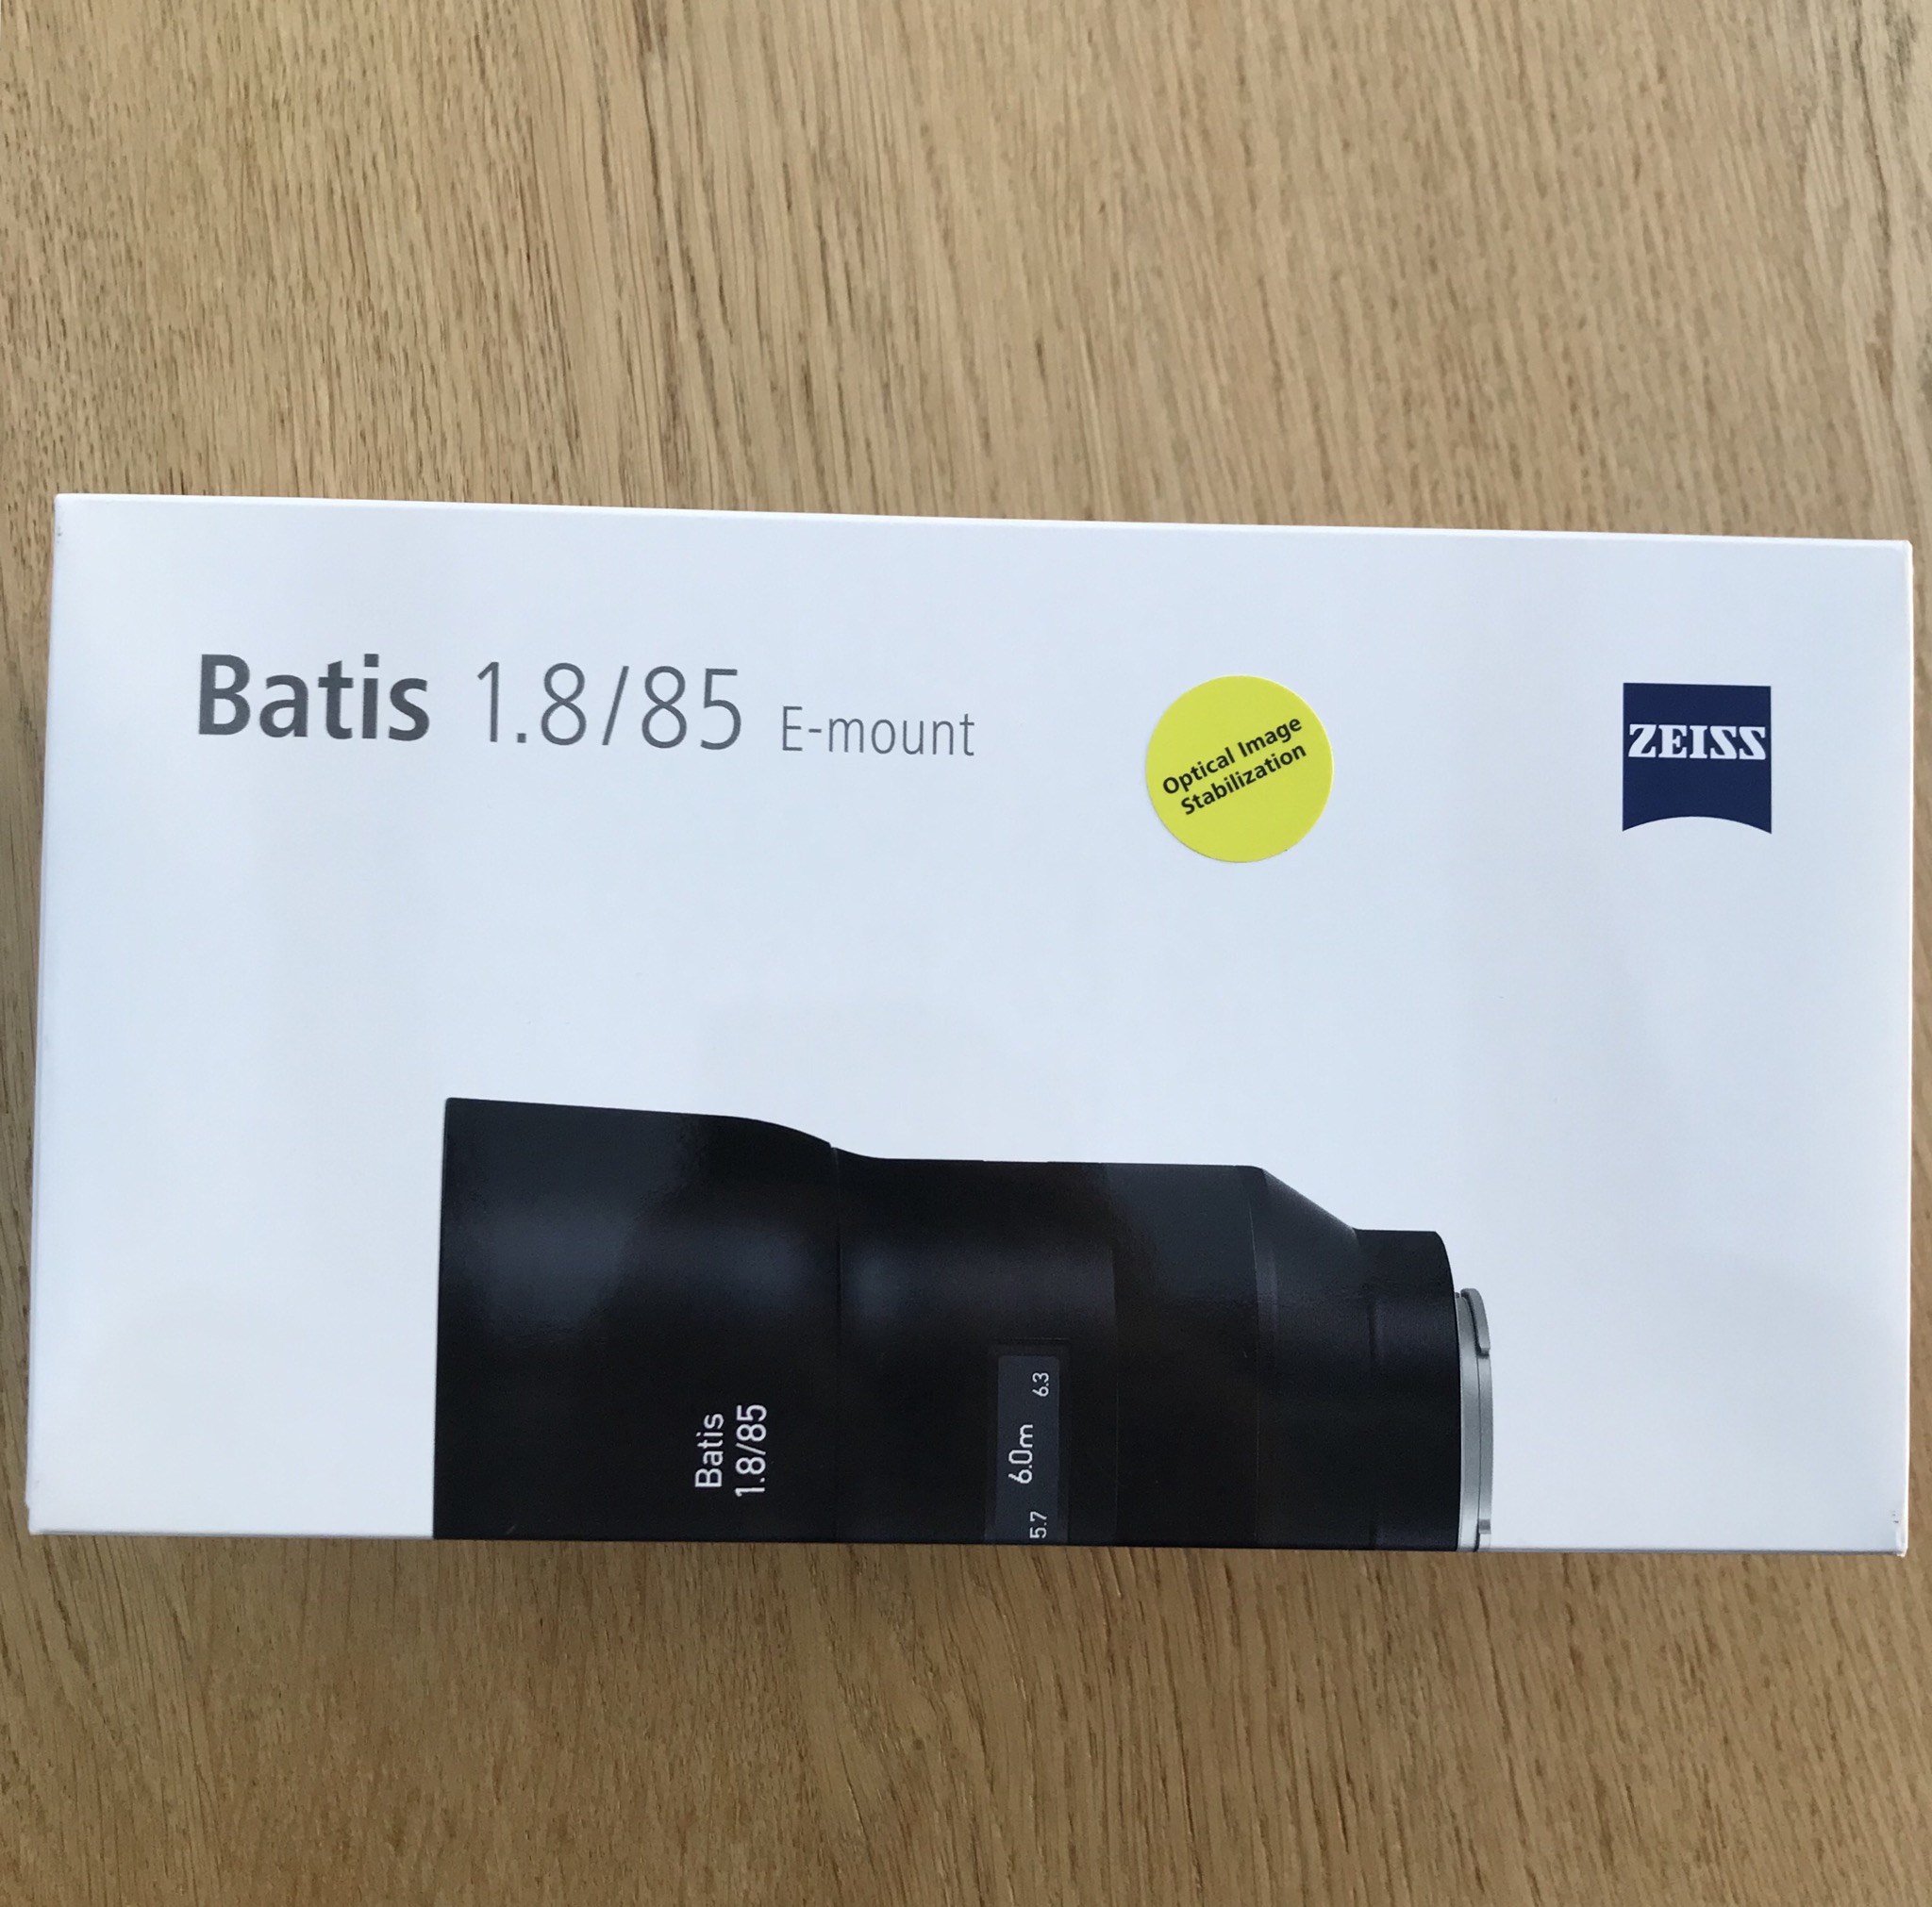 Batis 1.8/85 E-mount
Optical Image
Stabilization
ZEISS
Batis
1.8/85
5.7 6.0m 6.3